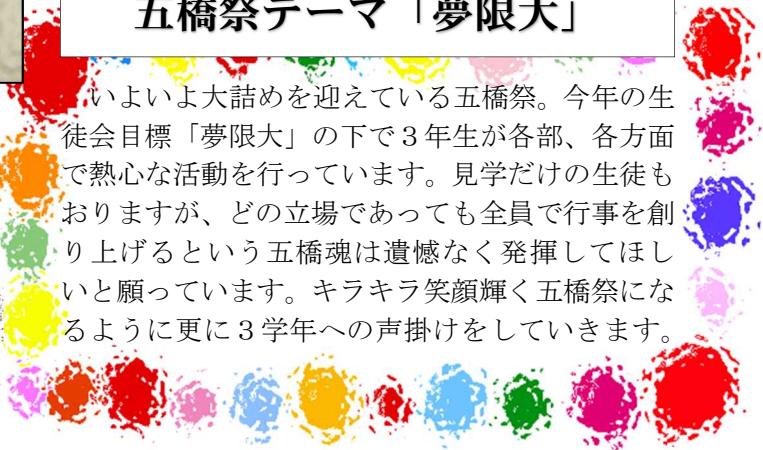 五橋祭テーマ「夢限大」
いよいよ大詰めを迎えている五橋祭。今年の生
徒会目標「夢限大」の下で３年生が各部、各方面
で熱心な活動を行っています。見学だけの生徒も
おりますが、どの立場であっても全員で行事を創
り上げるという五橋魂は遺憾なく発揮してほし
いと願っています。キラキラ笑顔輝く五橋祭にな
るように更に３学年への声掛けをしていきます。